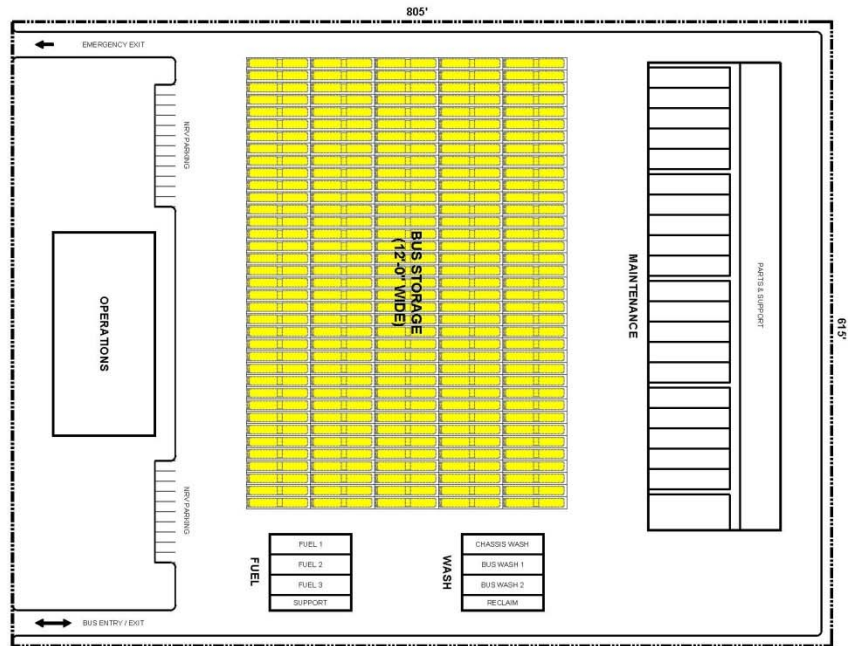 805'
EMERGENCY EXIT
NRV PARKING
BUS STORAGE
(12'-0" WIDE)
OPERATIONS
MAINTENANCE
PARTS & SUPPORT
615'
NRV PARKING
FUEL
FUEL 1
FUEL 2
FUEL 3
SUPPORT
WASH
CHASSIS WASH
BUS WASH 1
BUS WASH 2
RECLAIM
BUS ENTRY / EXIT